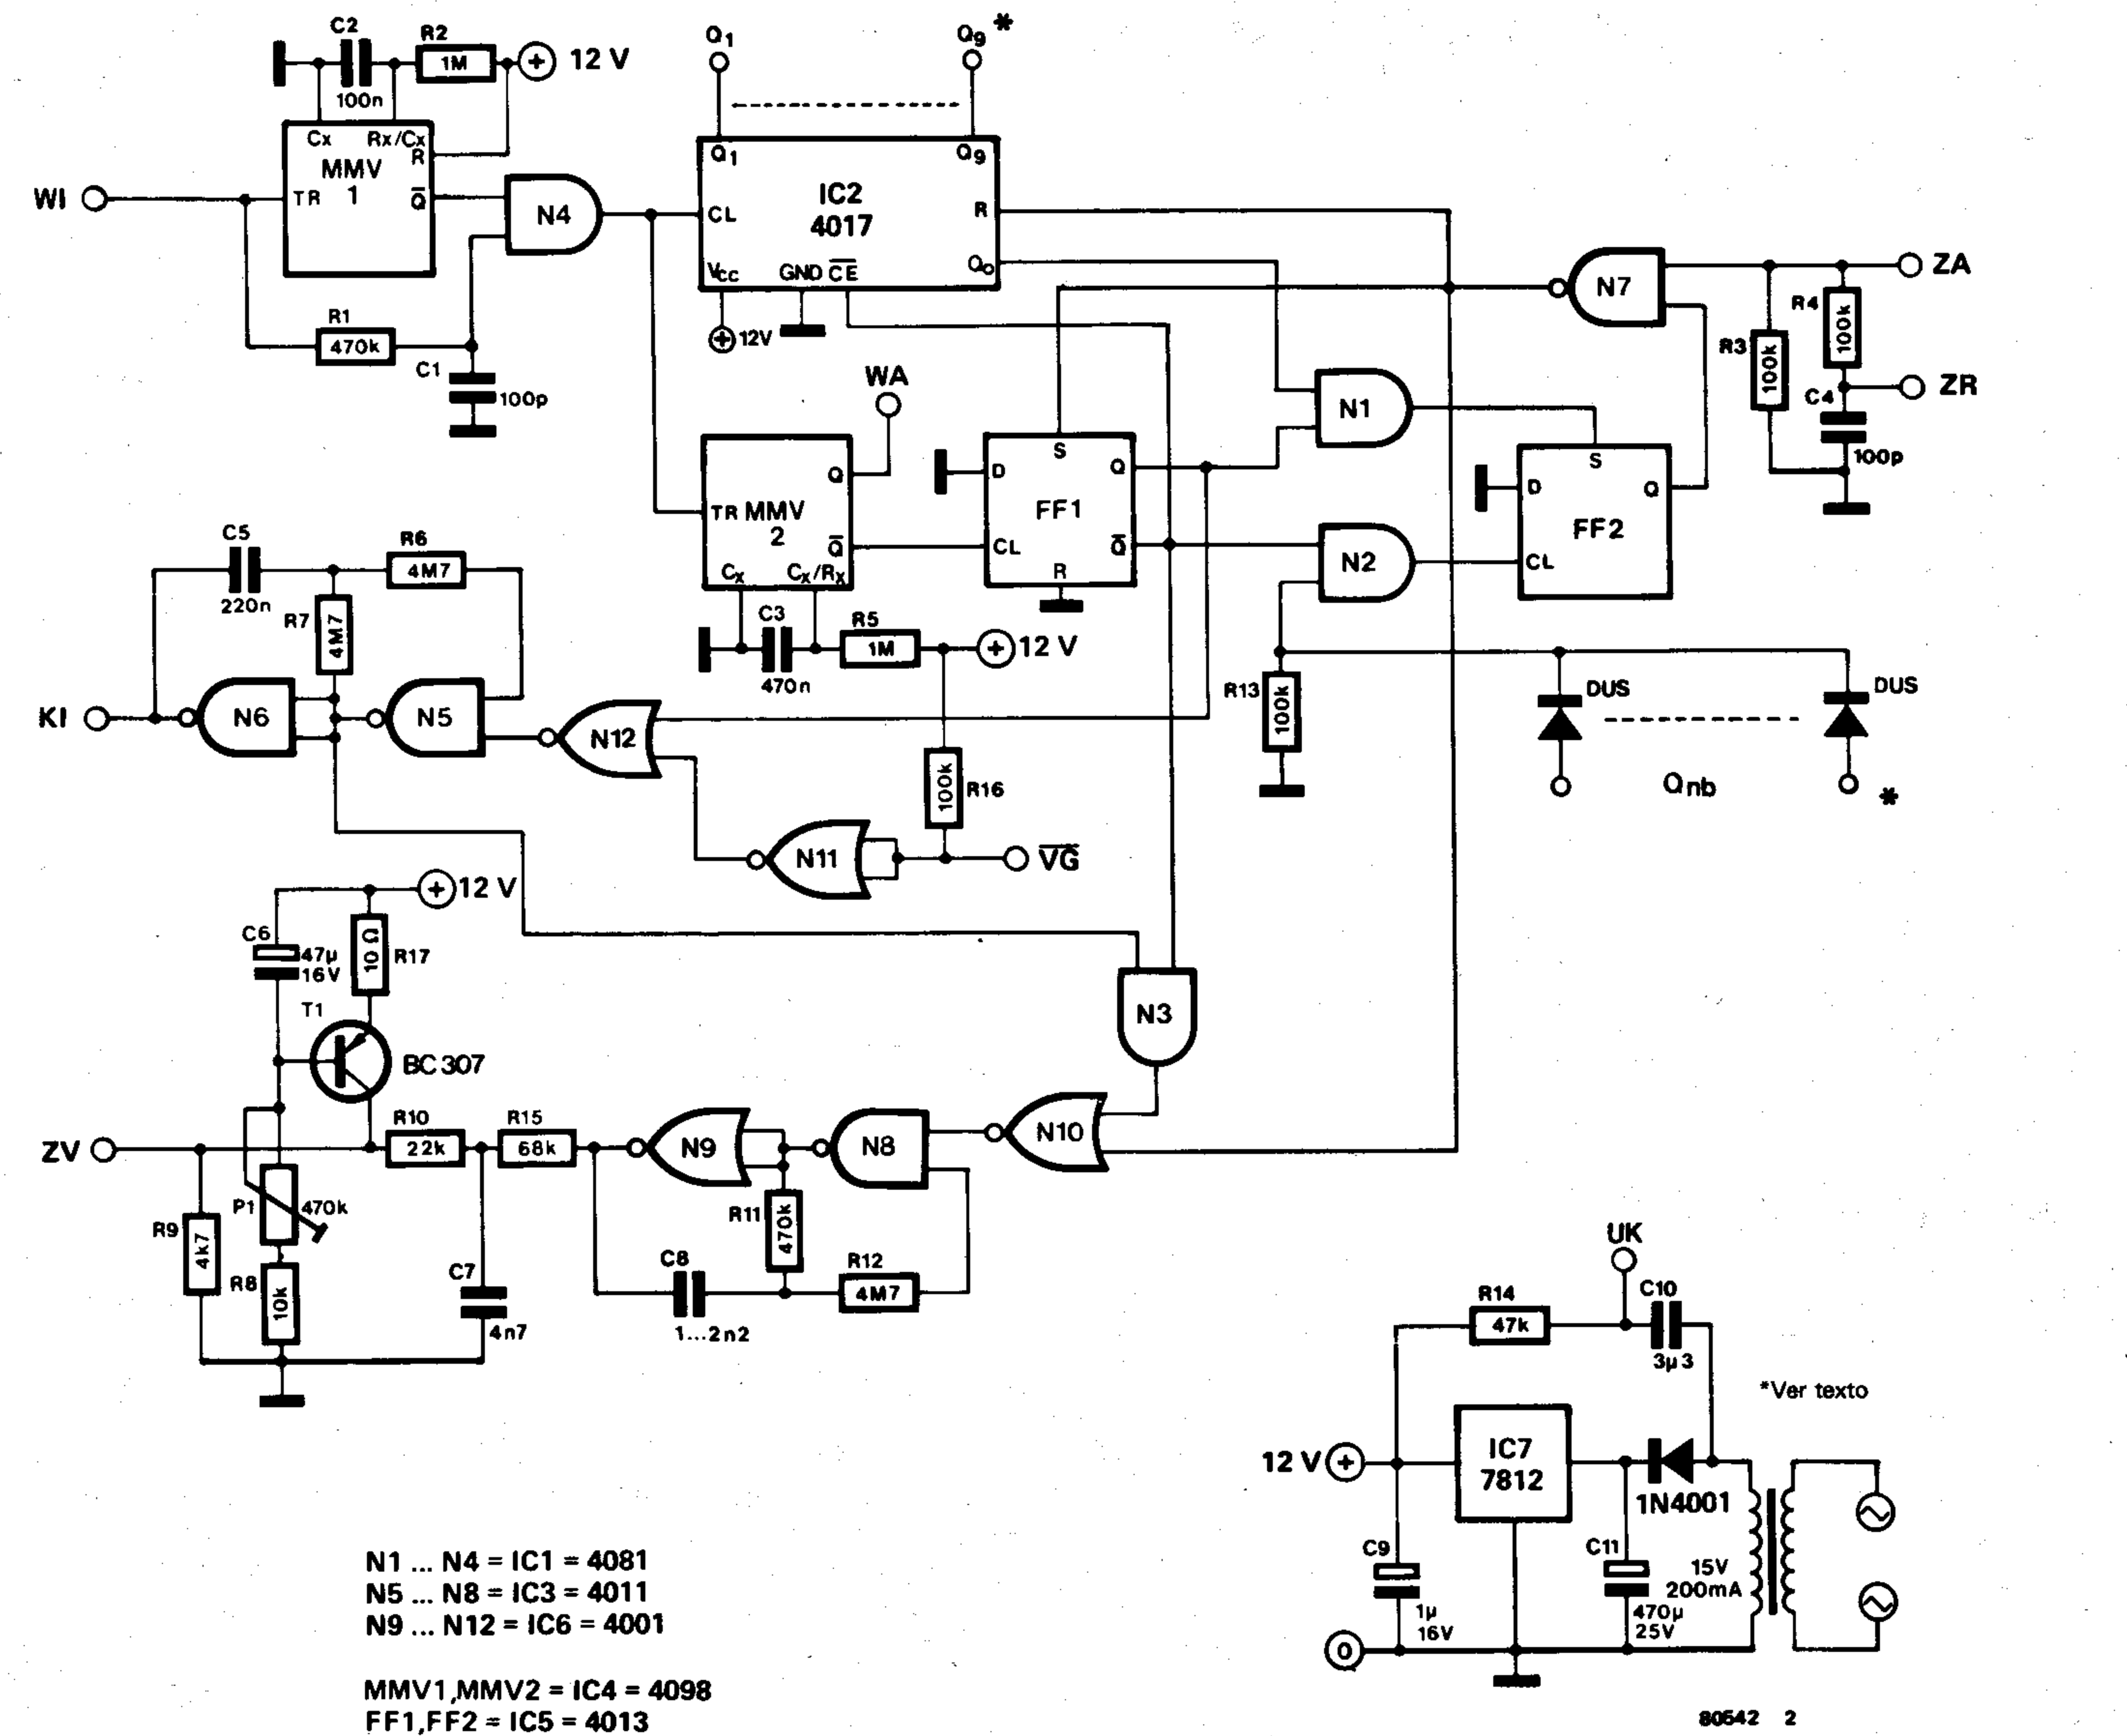 C2
R2
1M
12 V
100n
Cx
Rx/Cx
R
MMV
1
WI
TR
Q̅
N4
R1
470k
C1
100p
Q1
Q9 *
Q1
Q9
IC2
4017
CL
R
Vcc
GND
C̅E̅
Q0
12V
N7
ZA
R4
100k
R3
100k
ZR
C4
100p
WA
Q
TR MMV
2
Q̅
Cx
Cx/Rx
S
D
Q
FF1
CL
Q̅
R
N1
N2
S
D
Q
FF2
CL
C5
220n
R6
4M7
R7
4M7
C3
470n
R5
1M
12 V
KI
N6
N5
N12
R16
100k
N11
V̅G̅
R13
100k
DUS
DUS
Qnb
*
12 V
C6
47µ
16V
R17
10 Ω
T1
BC 307
N3
ZV
R10
22k
R15
68k
N9
N8
N10
P1
470k
R9
4k7
R8
10k
C7
4n7
R11
470k
C8
1...2n2
R12
4M7
UK
R14
47k
C10
3µ3
*Ver texto
12 V
IC7
7812
1N4001
C9
1µ
16V
C11
470µ
25V
15V
200mA
0
N1 ... N4 = IC1 = 4081
N5 ... N8 = IC3 = 4011
N9 ... N12 = IC6 = 4001
MMV1,MMV2 = IC4 = 4098
FF1,FF2 = IC5 = 4013
80542 2